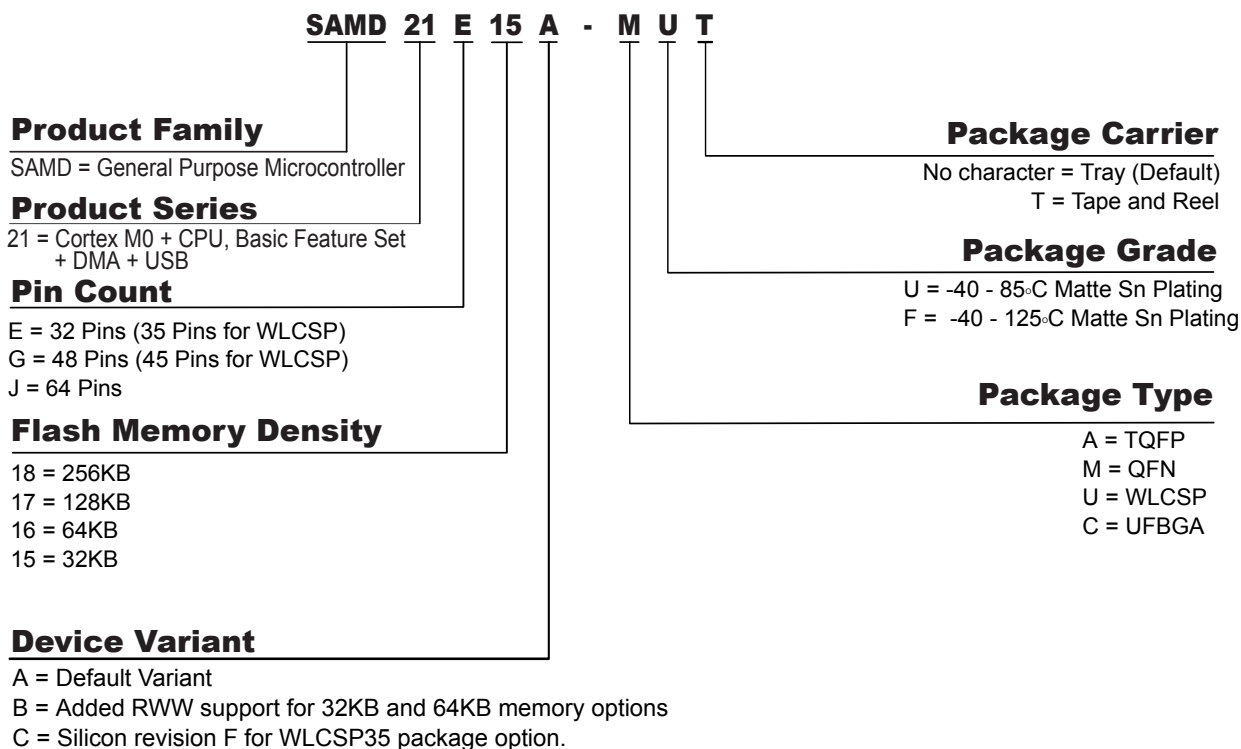 SAMD 21 E 15 A - M U T
Product Family
SAMD = General Purpose Microcontroller
Product Series
21 = Cortex M0 + CPU, Basic Feature Set
+ DMA + USB
Pin Count
E = 32 Pins (35 Pins for WLCSP)
G = 48 Pins (45 Pins for WLCSP)
J = 64 Pins
Flash Memory Density
18 = 256KB
17 = 128KB
16 = 64KB
15 = 32KB
Device Variant
A = Default Variant
B = Added RWW support for 32KB and 64KB memory options
C = Silicon revision F for WLCSP35 package option.
Package Carrier
No character = Tray (Default)
T = Tape and Reel
Package Grade
U = -40 - 85◦C Matte Sn Plating
F = -40 - 125◦C Matte Sn Plating
Package Type
A = TQFP
M = QFN
U = WLCSP
C = UFBGA